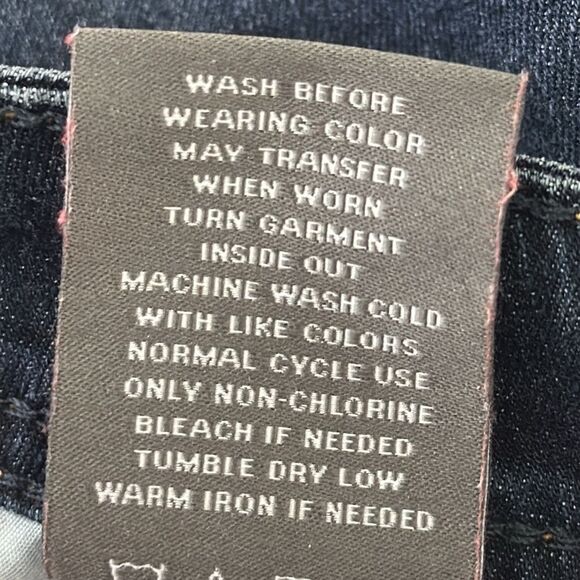 WASH BEFORE
WEARING COLOR
MAY TRANSFER
WHEN WORN
TURN GARMENT
INSIDE OUT
MACHINE WASH COLD
WITH LIKE COLORS
NORMAL CYCLE USE
ONLY NON-CHLORINE
BLEACH IF NEEDED
TUMBLE DRY LOW
WARM IRON IF NEEDED